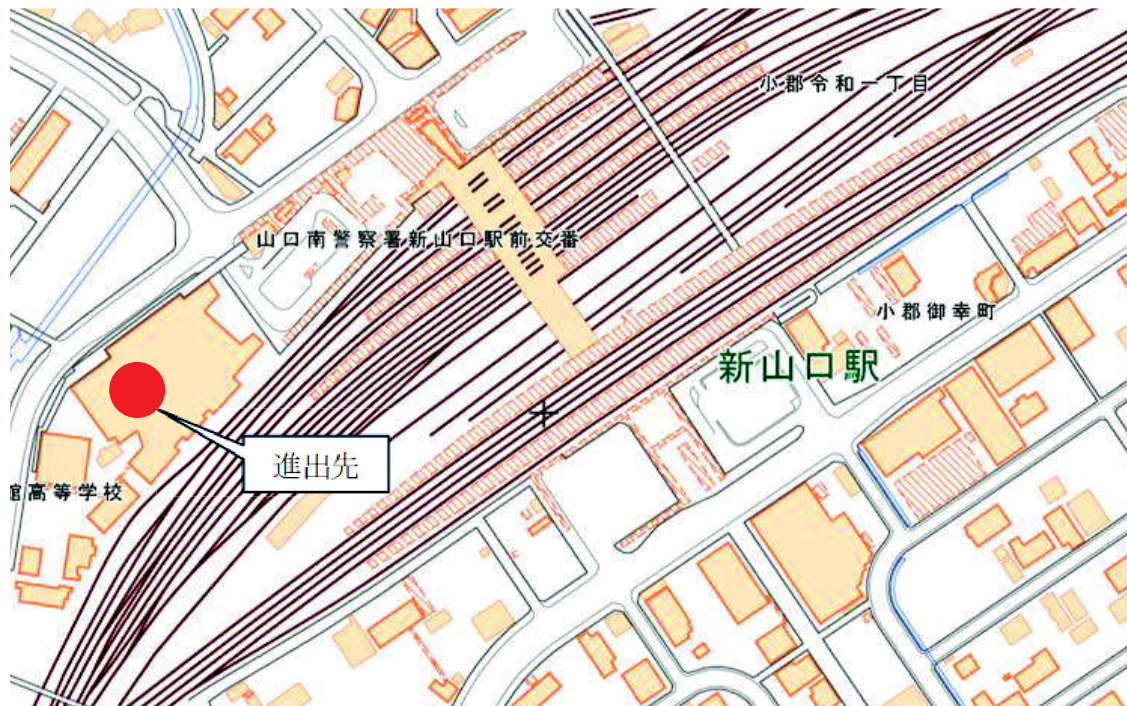 小郡令和一丁目
山口南警察署新山口駅前交番
小郡御幸町
新山口駅
進出先
館高等学校